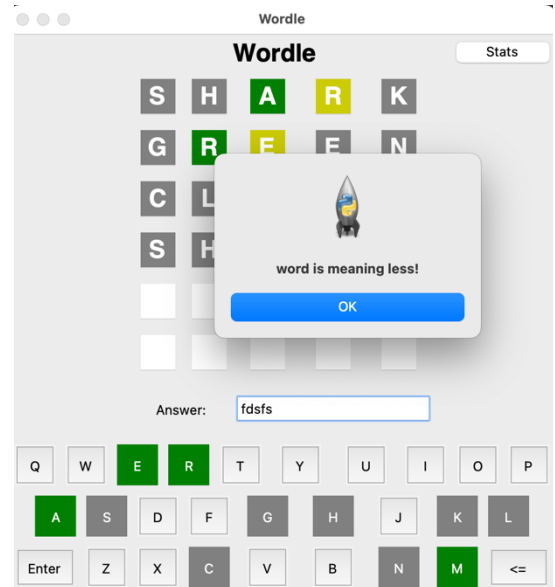 Wordle
Wordle
Stats
S H A R K
G R E E N
C L
S H
word is meaning less!
OK
Answer: fdsfs
Q W E R T Y U I O P
A S D F G H J K L
Enter Z X C V B N M <=